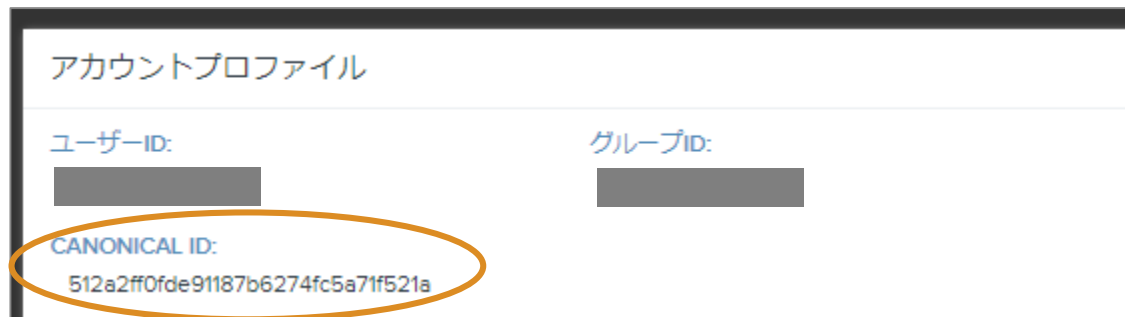 アカウントプロファイル
ユーザーID:
グループID:
CANONICAL ID:
512a2ff0fde91187b6274fc5a71f521a